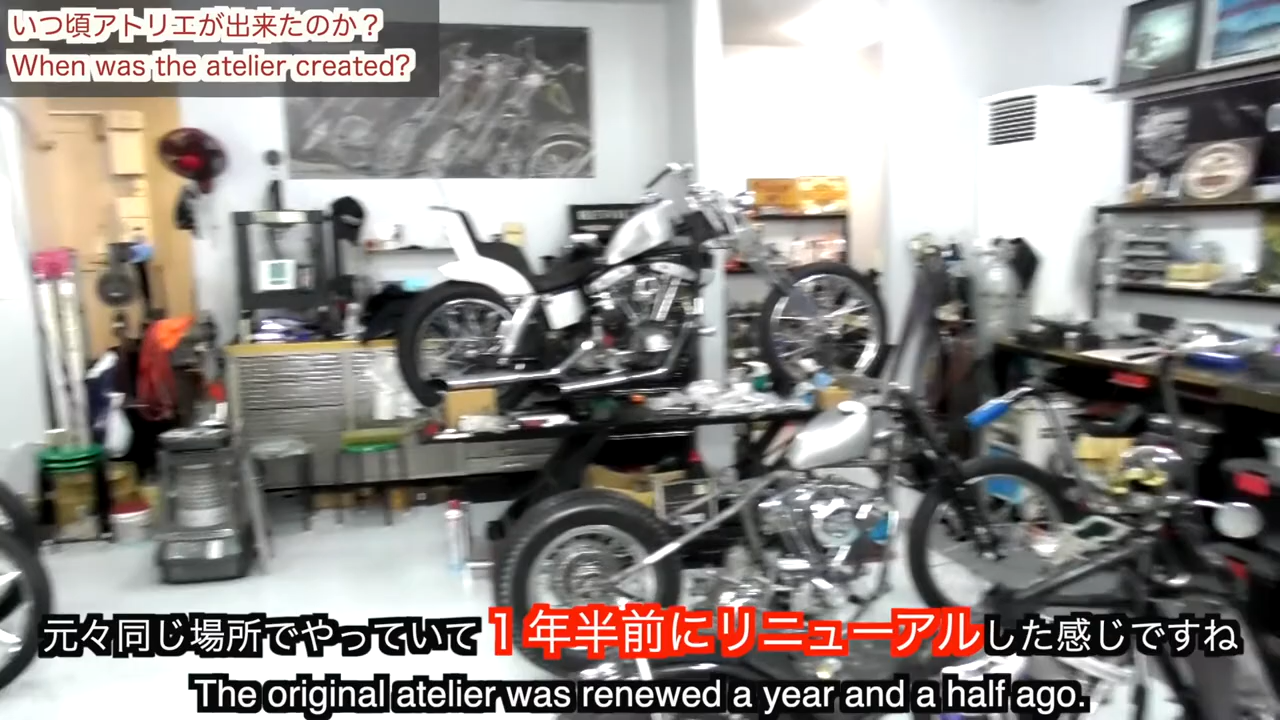 いつ頃アトリエが出来たのか？
When was the atelier created?
元々同じ場所でやっていて１年半前にリニューアルした感じですね
The original atelier was renewed a year and a half ago.